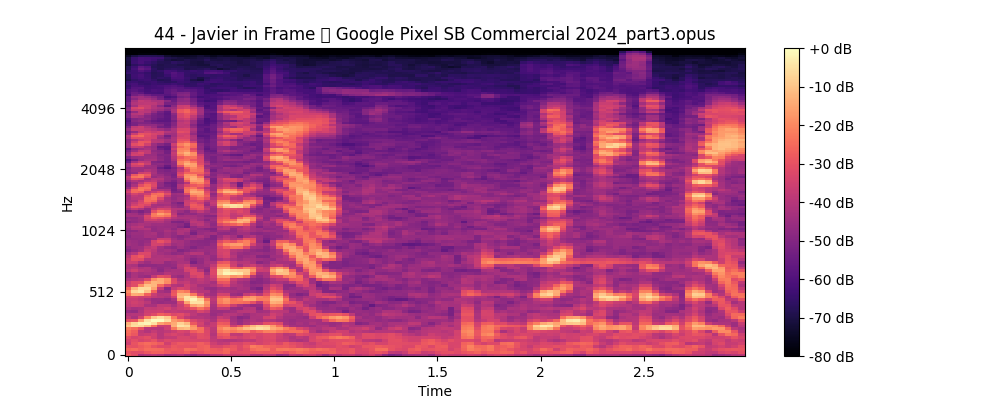 44 - Javier in Frame ▯ Google Pixel SB Commercial 2024_part3.opus
Hz
4096
2048
1024
512
0
0
0.5
1
1.5
2
2.5
Time
+0 dB
-10 dB
-20 dB
-30 dB
-40 dB
-50 dB
-60 dB
-70 dB
-80 dB